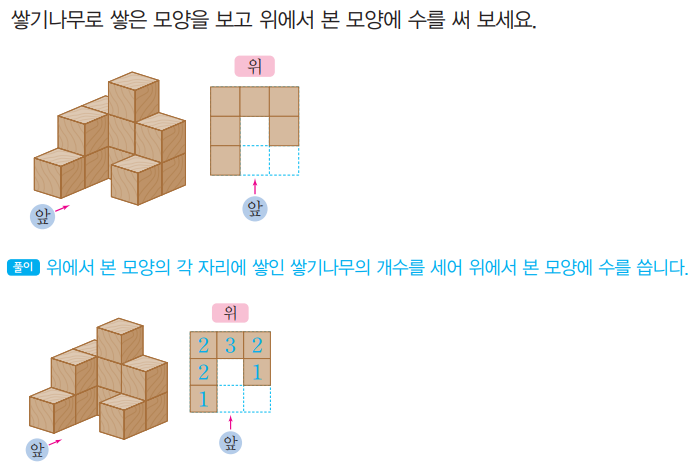 쌓기나무로 쌓은 모양을 보고 위에서 본 모양에 수를 써 보세요.
위
앞
앞
풀이 위에서 본 모양의 각 자리에 쌓인 쌓기나무의 개수를 세어 위에서 본 모양에 수를 씁니다.
위
2 3 2
2 1
1
앞
앞